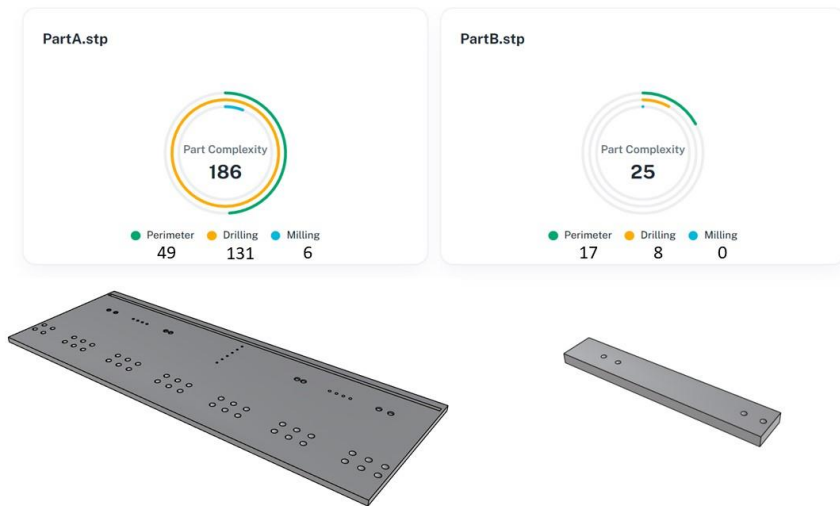 PartA.stp
Part Complexity
186
Perimeter Drilling Milling
49 131 6
PartB.stp
Part Complexity
25
Perimeter Drilling Milling
17 8 0